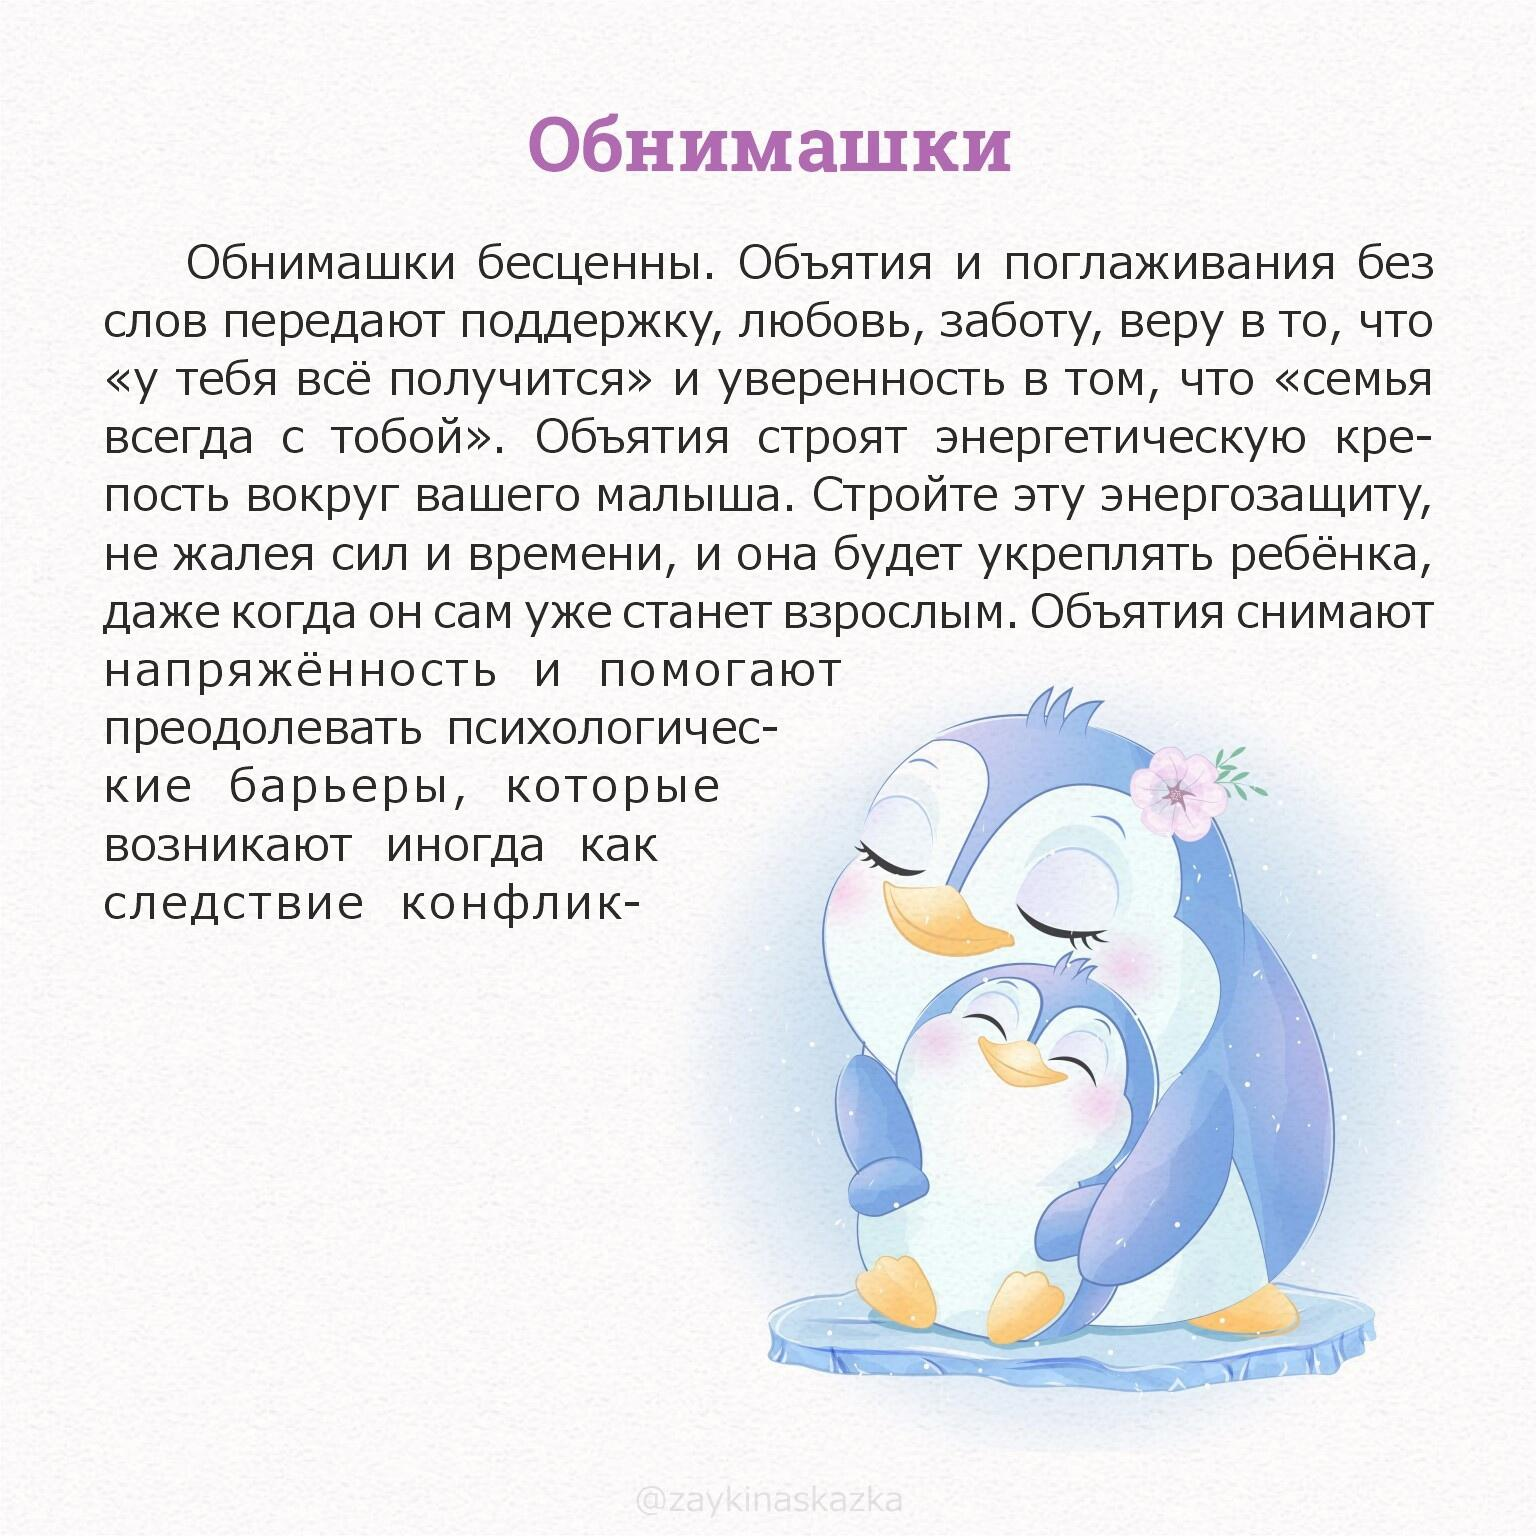 Обнимашки
Обнимашки бесценны. Объятия и поглаживания без
слов передают поддержку, любовь, заботу, веру в то, что
«у тебя всё получится» и уверенность в том, что «семья
всегда с тобой». Объятия строят энергетическую кре-
пость вокруг вашего малыша. Стройте эту энергозащиту,
не жалея сил и времени, и она будет укреплять ребёнка,
даже когда он сам уже станет взрослым. Объятия снимают
напряжённость и помогают
преодолевать психологичес-
кие барьеры, которые
возникают иногда как
следствие конфлик-
@zaykinaskazka